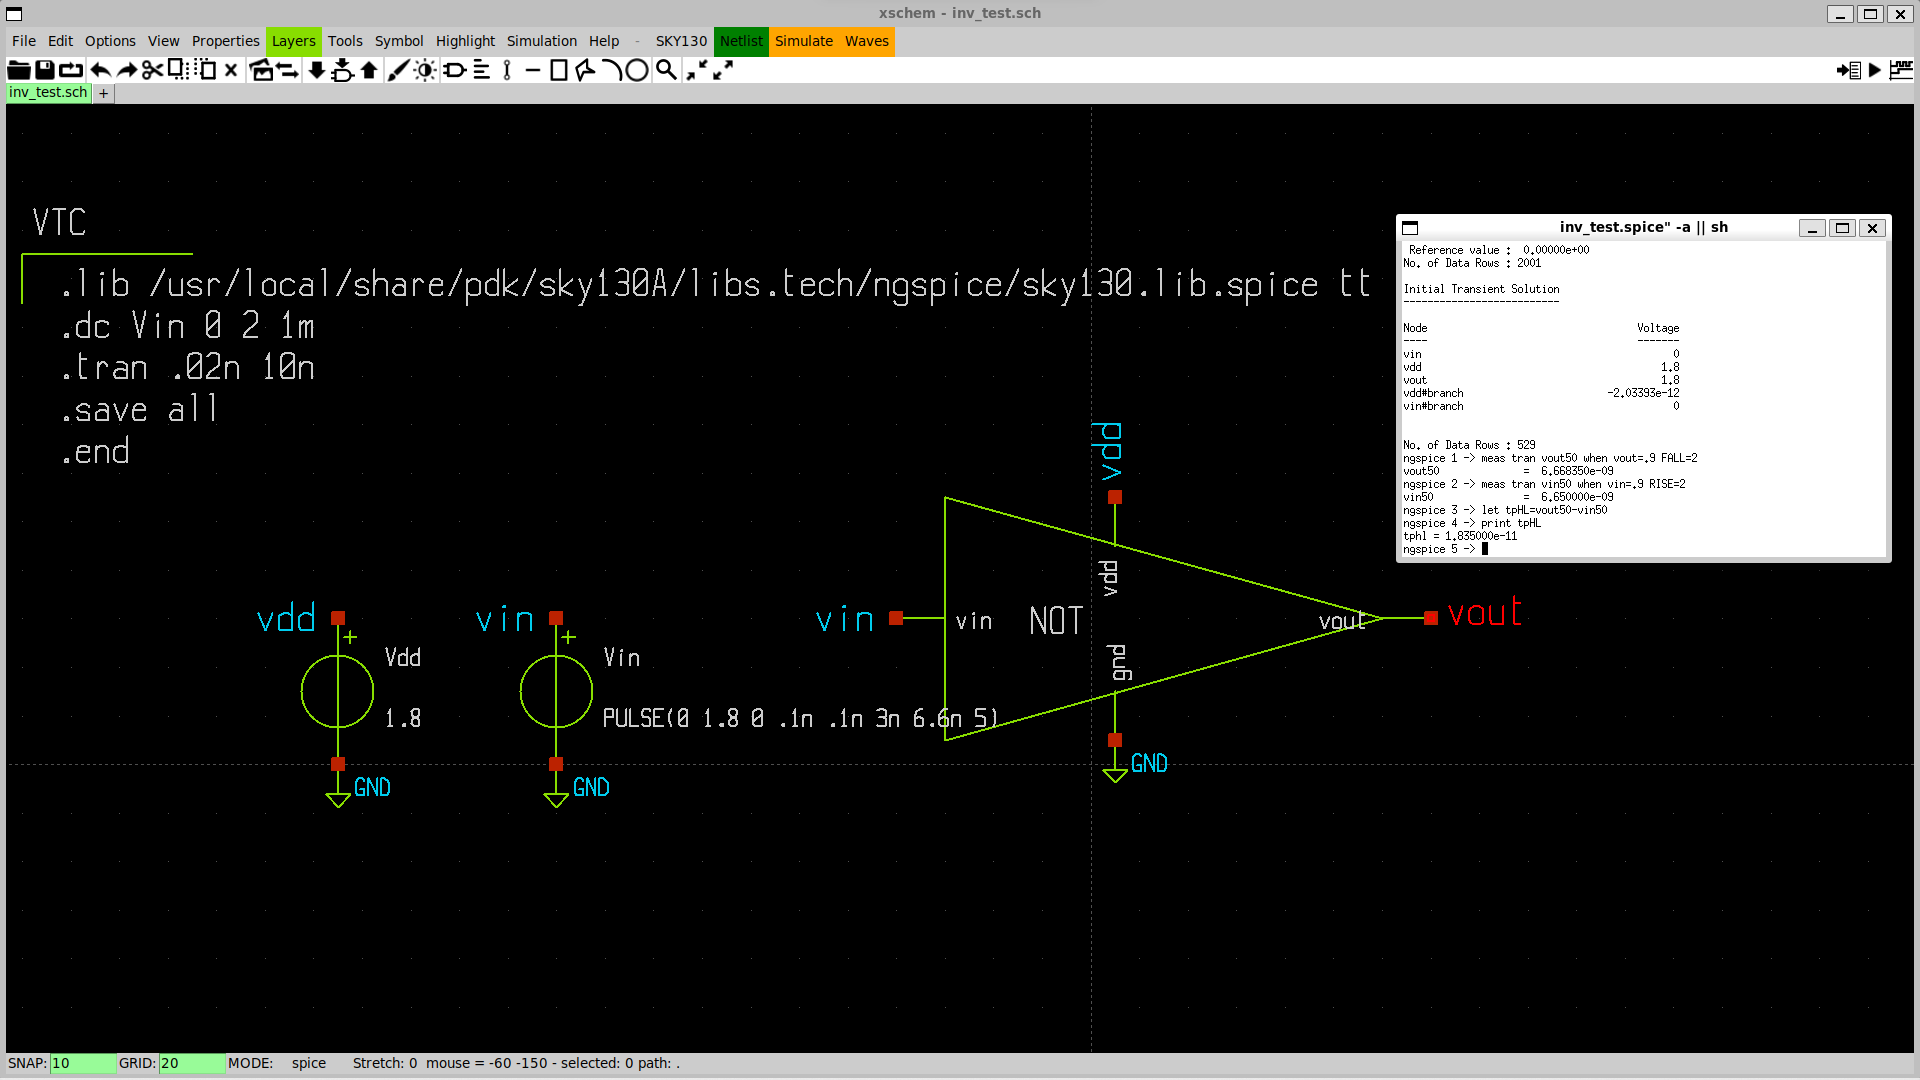 xschem - inv_test.sch
File Edit Options View Properties Layers Tools Symbol Highlight Simulation Help - SKY130 Netlist Simulate Waves
inv_test.sch +
VTC
.lib /usr/local/share/pdk/sky130A/libs.tech/ngspice/sky130.lib.spice tt
.dc Vin 0 2 1m
.tran .02n 10n
.save all
.end
inv_test.spice" -a || sh
Reference value : 0.00000e+00
No. of Data Rows : 2001
Initial Transient Solution
--------------------------
Node Voltage
---- -------
vin 0
vdd 1.8
vout 1.8
vdd#branch -2.03393e-12
vin#branch 0
No. of Data Rows : 529
ngspice 1 -> meas tran vout50 when vout=.9 FALL=2
vout50 = 6.668350e-09
ngspice 2 -> meas tran vin50 when vin=.9 RISE=2
vin50 = 6.650000e-09
ngspice 3 -> let tpHL=vout50-vin50
ngspice 4 -> print tpHL
tphl = 1.835000e-11
ngspice 5 ->
vdd
vdd
vdd + Vdd 1.8 GND
vin + Vin PULSE(0 1.8 0 .1n .1n 3n 6.6n 5) GND
vin vin NOT vout vout
gnd
GND
SNAP: 10 GRID: 20 MODE: spice Stretch: 0 mouse = -60 -150 - selected: 0 path: .